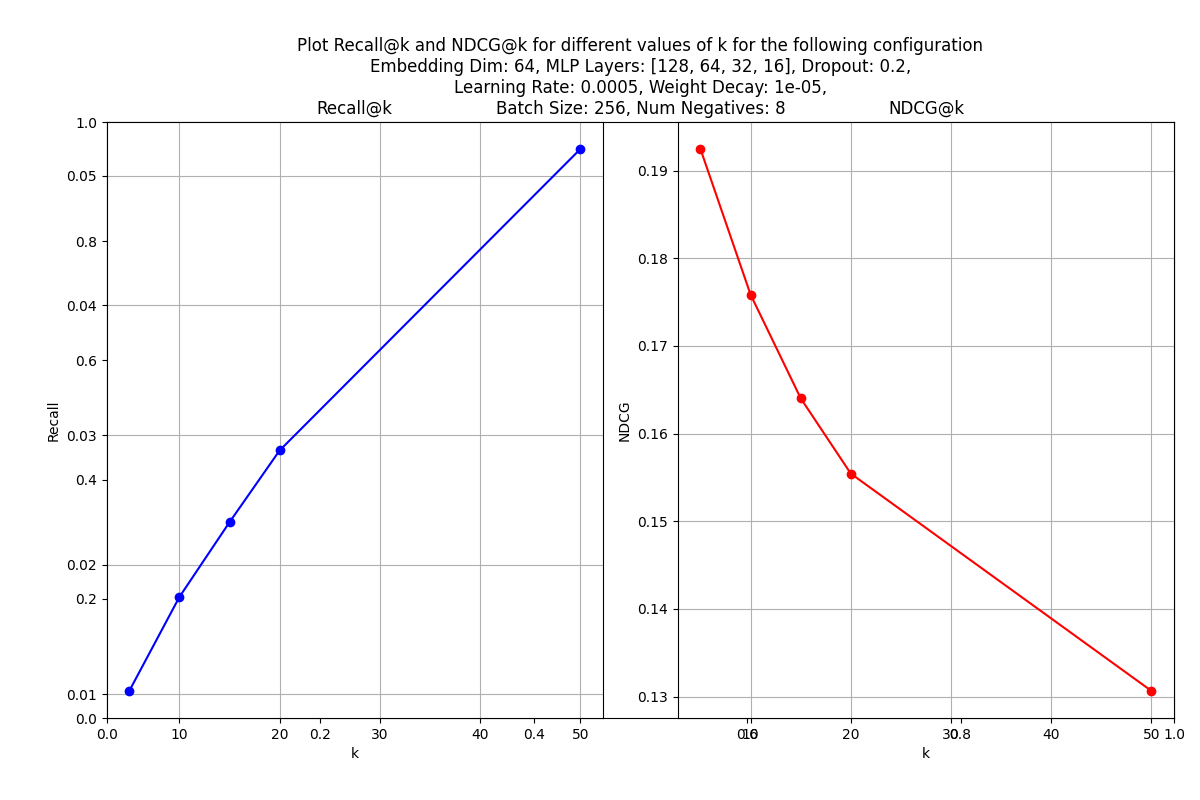 Plot Recall@k and NDCG@k for different values of k for the following configuration
Embedding Dim: 64, MLP Layers: [128, 64, 32, 16], Dropout: 0.2,
Learning Rate: 0.0005, Weight Decay: 1e-05,
Batch Size: 256, Num Negatives: 8
Recall@k
1.0
0.05
0.8
0.04
0.6
0.03
0.4
0.02
0.2
0.01
0.0
Recall
0.0 10 20 0.2 30 40 0.4 50
k
NDCG@k
0.19
0.18
0.17
0.16
0.15
0.14
0.13
NDCG
0.6 10 20 30 0.8 40 50 1.0
k